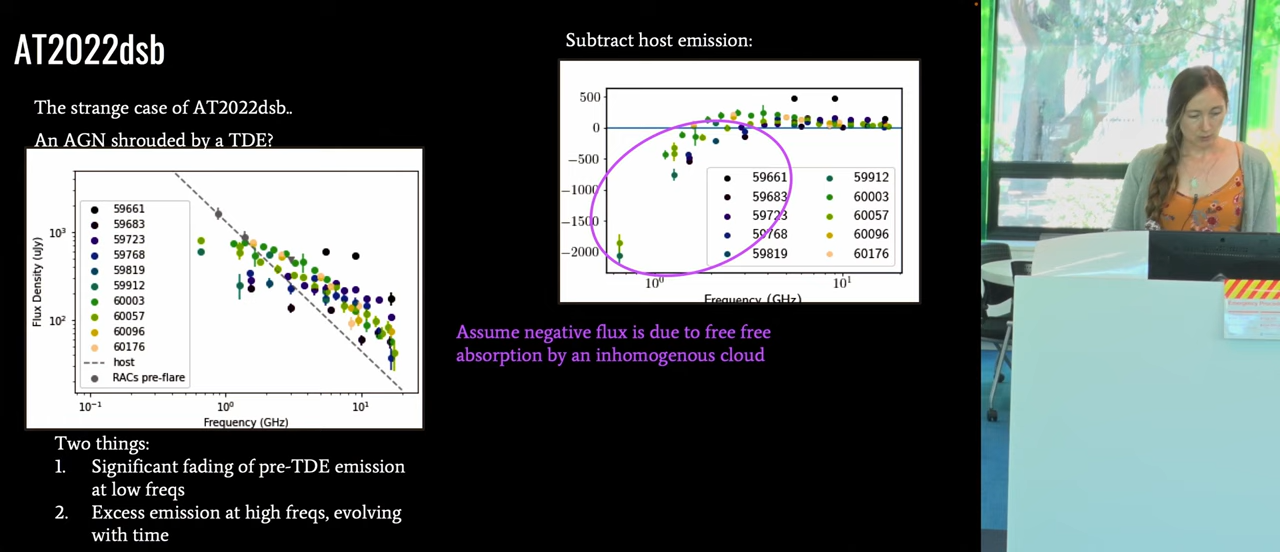 AT2022dsb
The strange case of AT2022dsb..
An AGN shrouded by a TDE?
Flux Density (uJy)
10³
10²
59661
59683
59723
59768
59819
59912
60003
60057
60096
60176
host
RACs pre-flare
10⁻¹
10⁰
10¹
Frequency (GHz)
Two things:
1. Significant fading of pre-TDE emission
at low freqs
2. Excess emission at high freqs, evolving
with time
Subtract host emission:
500
0
−500
−1000
−1500
−2000
59661
59683
59723
59768
59819
59912
60003
60057
60096
60176
10⁰
10¹
Frequency (GHz)
Assume negative flux is due to free free
absorption by an inhomogenous cloud